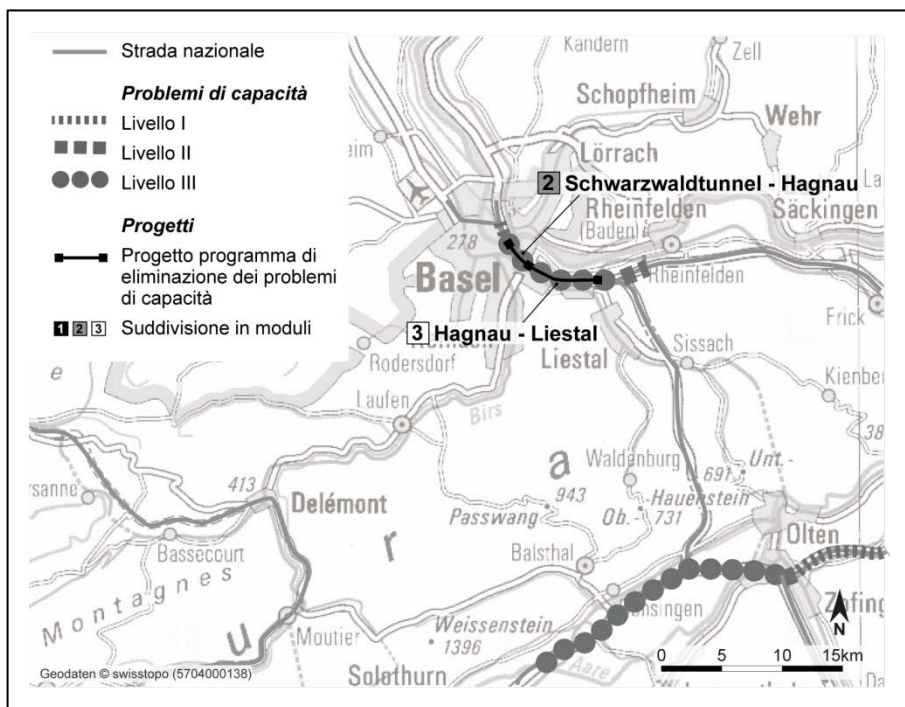 Strada nazionale
Problemi di capacità
Livello I
Livello II
Livello III
Progetti
Progetto programma di
eliminazione dei problemi
di capacità
1 2 3 Suddivisione in moduli
Kandern
Zell
Schopfheim
Wehr
Lörrach
2 Schwarzwaldtunnel - Hagnau
Rheinfelden
(Baden)
Säckingen
278
Basel
Rheinfelden
Frick
3 Hagnau - Liestal
Liestal
Rodersdorf
Sissach
Laufen
Birs
a
Waldenburg
691
Unt.-
413
943
Hauenstein
Delémont
Passwang
Ob.-
731
Olten
r
Bassecourt
Balsthal
Montagnes
u
Moutier
Weissenstein
1396
Solothurn
Aare
N
0 5 10 15km
Geodaten © swisstopo (5704000138)